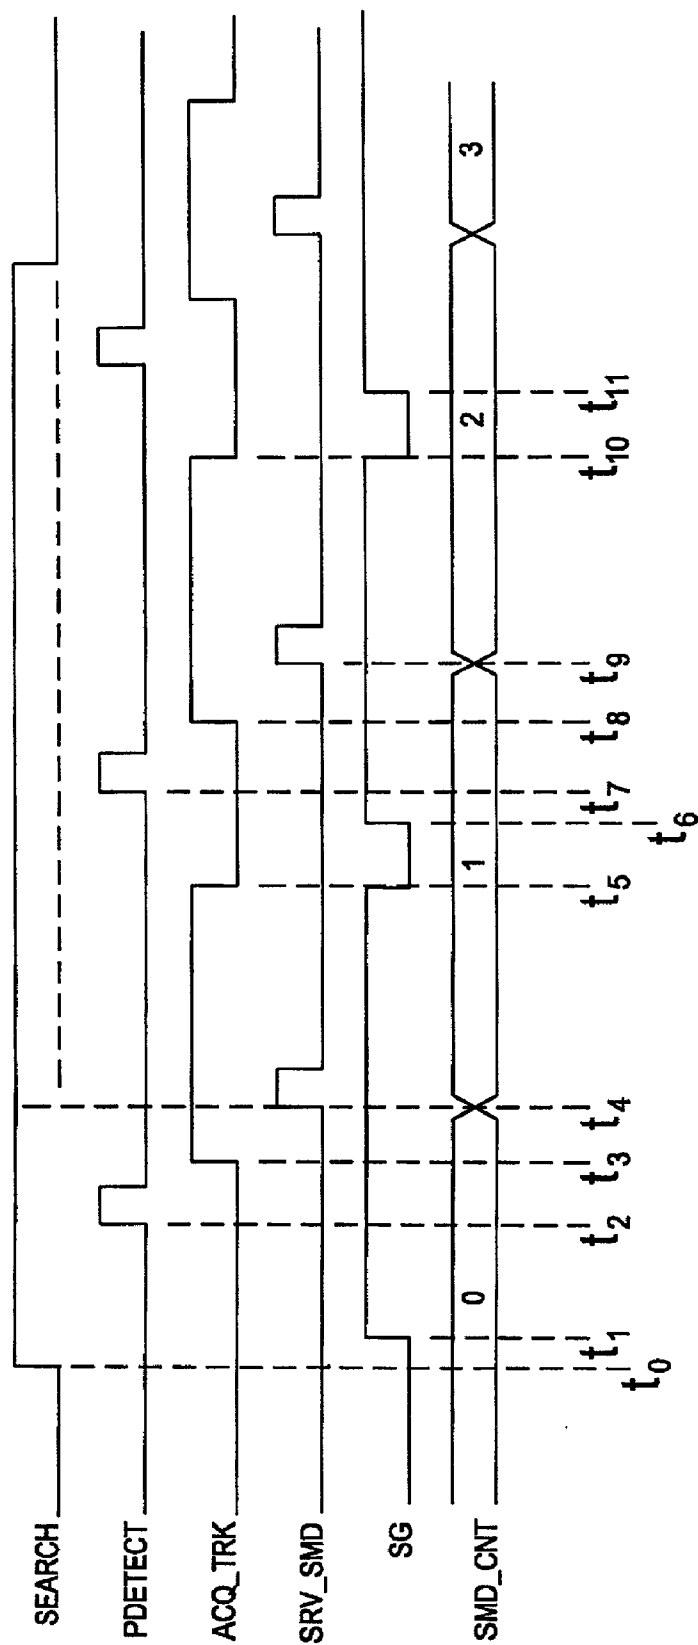 SEARCH
PDETECT
ACQ_TRK
SRV_SMD
SG
SMD_CNT
0 1 2 3
t0 t1 t2 t3 t4 t5 t6 t7 t8 t9 t10 t11